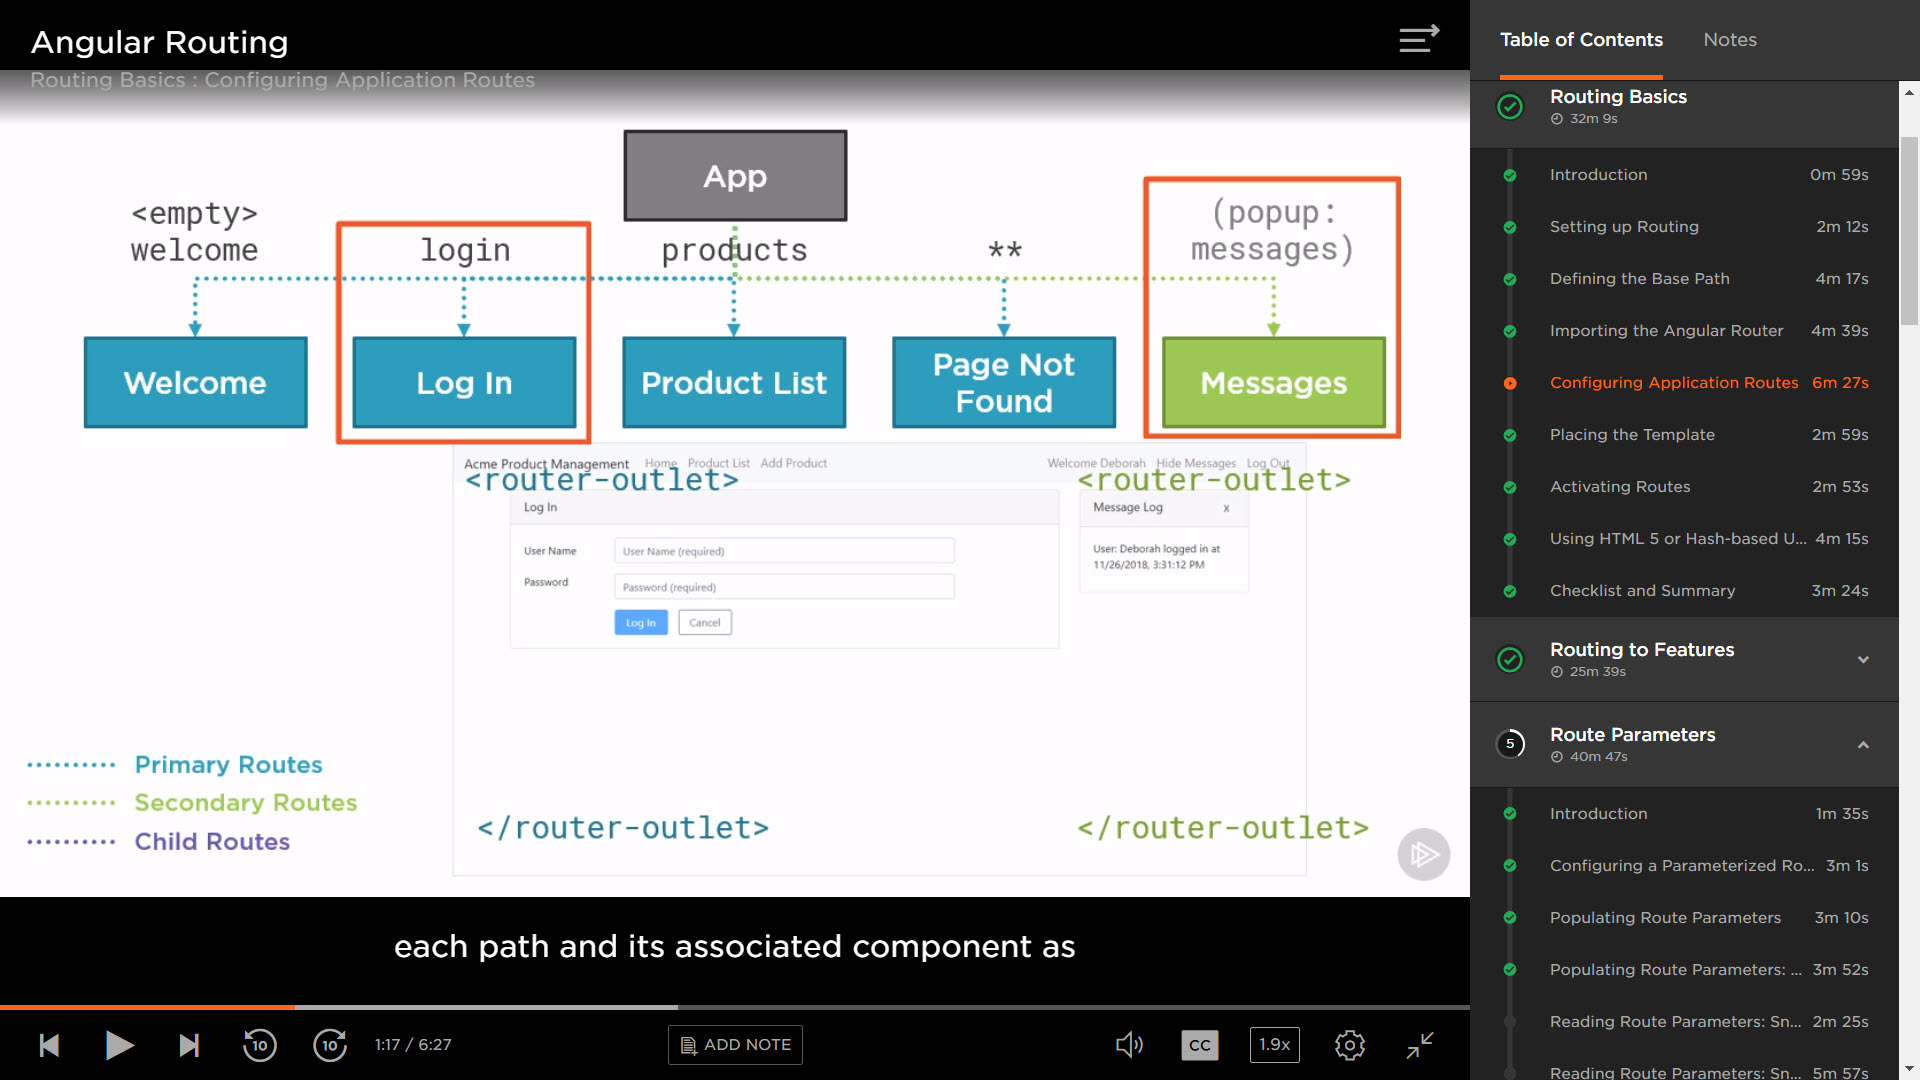 Angular Routing
Routing Basics : Configuring Application Routes
App
<empty>
welcome
login
products
**
(popup:
messages)
Welcome
Log In
Product List
Page Not
Found
Messages
Acme Product Management Home Product List Add Product
Welcome Deborah Hide Messages Log Out
<router-outlet>
<router-outlet>
Log In
User Name
User Name (required)
Password
Password (required)
Log In
Cancel
Message Log
x
User: Deborah logged in at
11/26/2018, 3:31:12 PM
</router-outlet>
</router-outlet>
Primary Routes
Secondary Routes
Child Routes
each path and its associated component as
10
10
1:17 / 6:27
ADD NOTE
CC
1.9x
Table of Contents
Notes
Routing Basics
32m 9s
Introduction 0m 59s
Setting up Routing 2m 12s
Defining the Base Path 4m 17s
Importing the Angular Router 4m 39s
Configuring Application Routes 6m 27s
Placing the Template 2m 59s
Activating Routes 2m 53s
Using HTML 5 or Hash-based U... 4m 15s
Checklist and Summary 3m 24s
Routing to Features
25m 39s
5
Route Parameters
40m 47s
Introduction 1m 35s
Configuring a Parameterized Ro... 3m 1s
Populating Route Parameters 3m 10s
Populating Route Parameters: ... 3m 52s
Reading Route Parameters: Sn... 2m 25s
Reading Route Parameters: Sn... 5m 57s